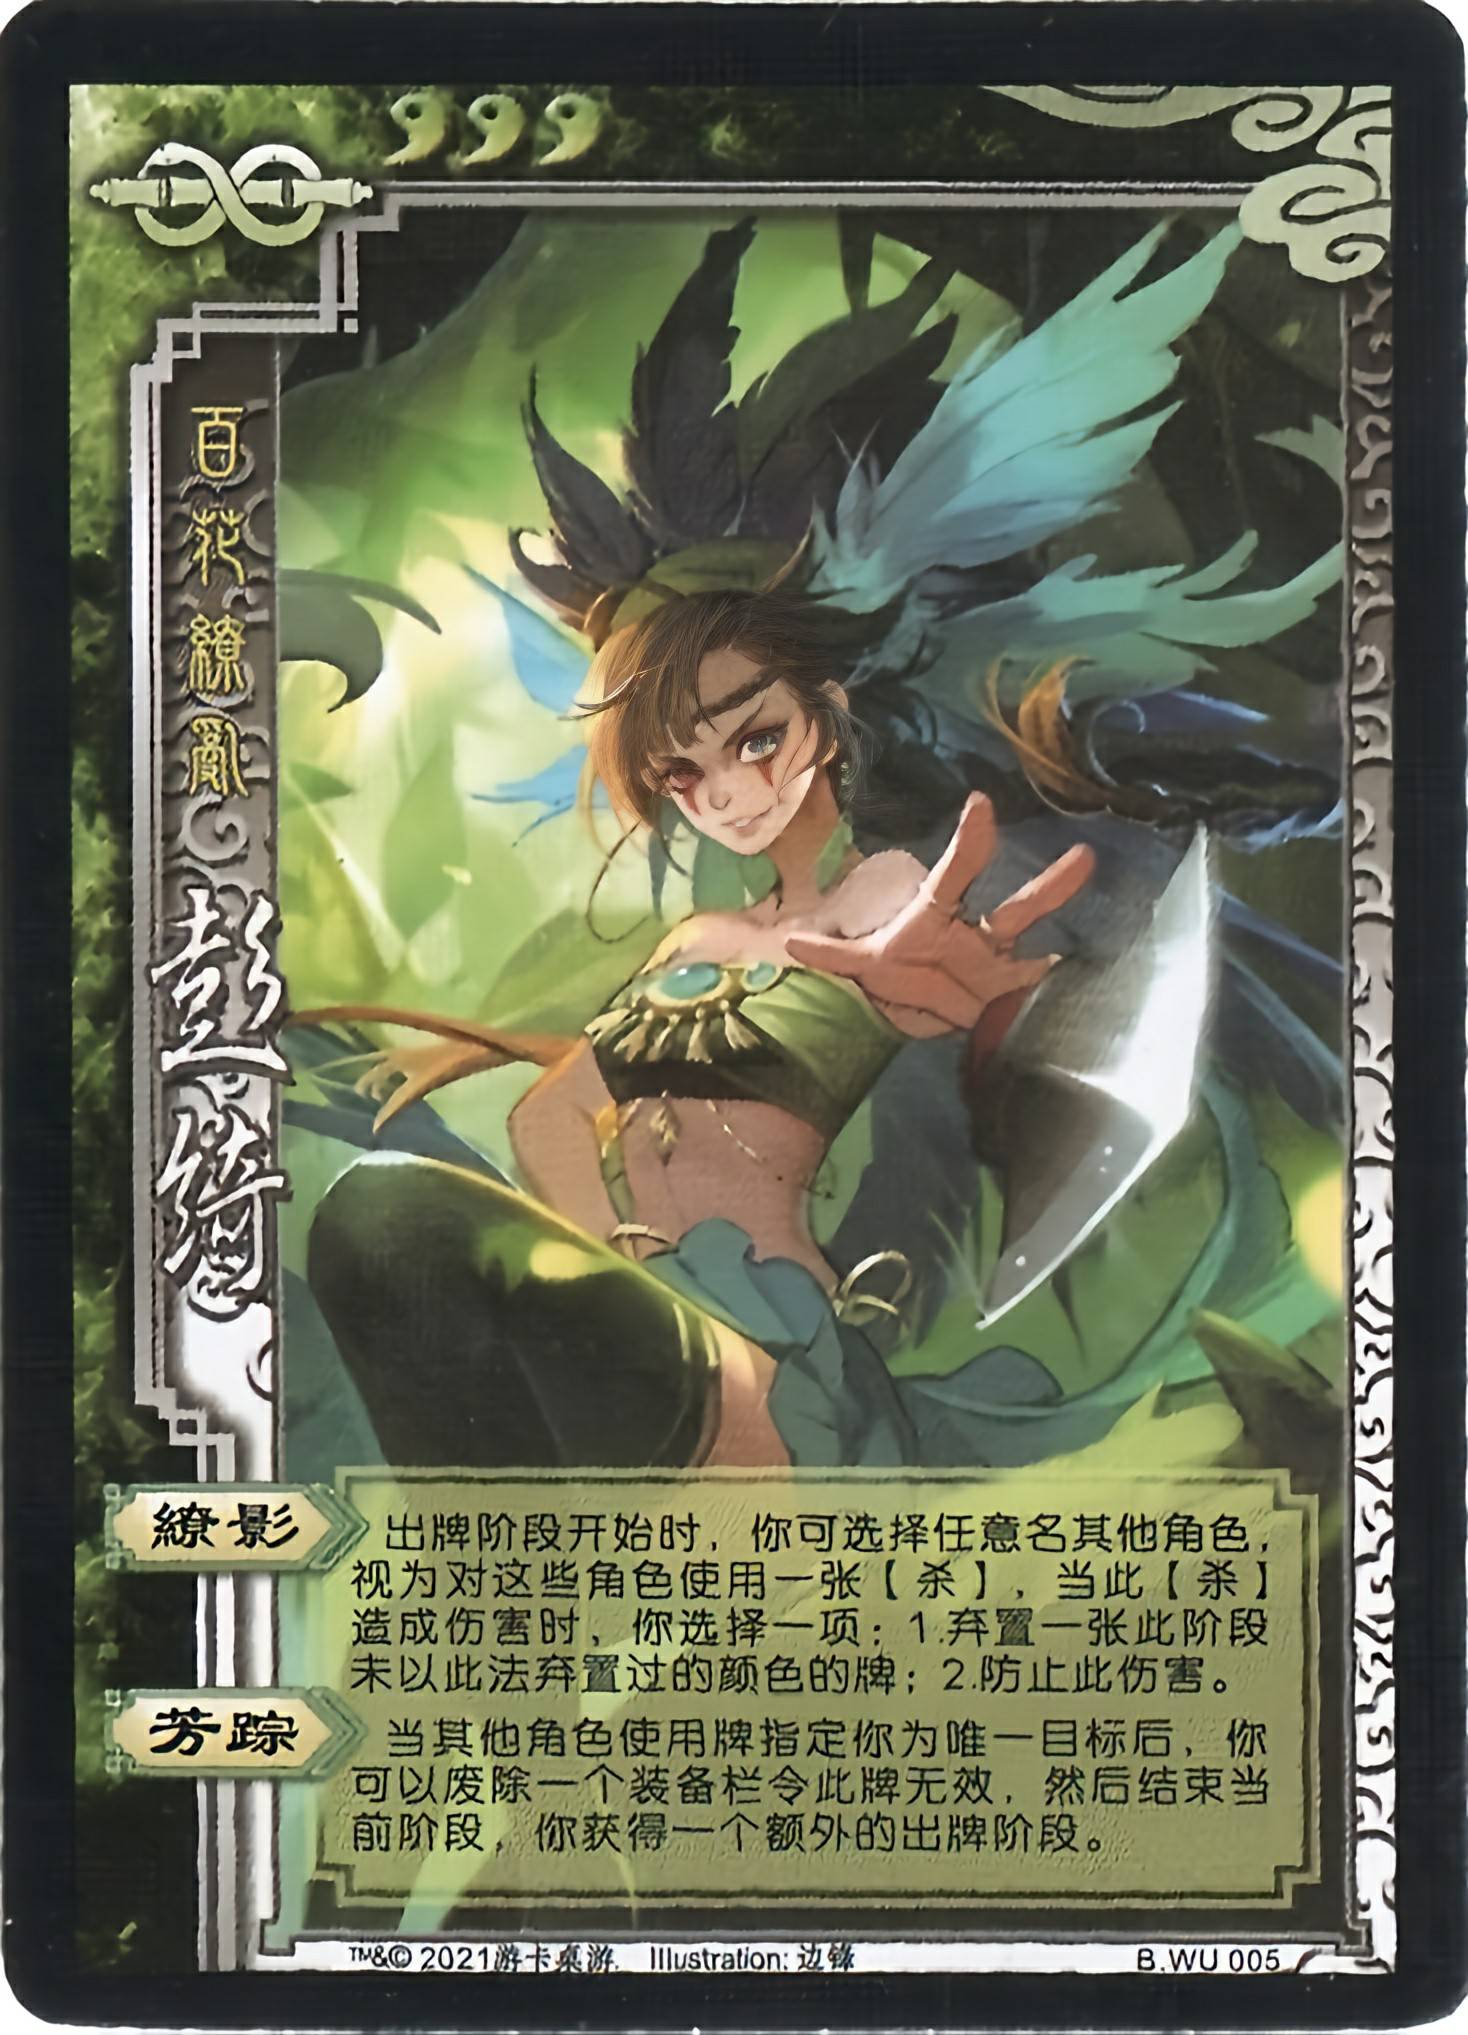 百花繚亂
彭绮
繚影
出牌阶段开始时，你可选择任意名其他角色，
视为对这些角色使用一张【杀】，当此【杀】
造成伤害时，你选择一项：1.弃置一张此阶段
未以此法弃置过的颜色的牌；2.防止此伤害。
芳踪
当其他角色使用牌指定你为唯一目标后，你
可以废除一个装备栏令此牌无效，然后结束当
前阶段，你获得一个额外的出牌阶段。
™&© 2021游卡桌游. Illustration: 边锋
B.WU 005